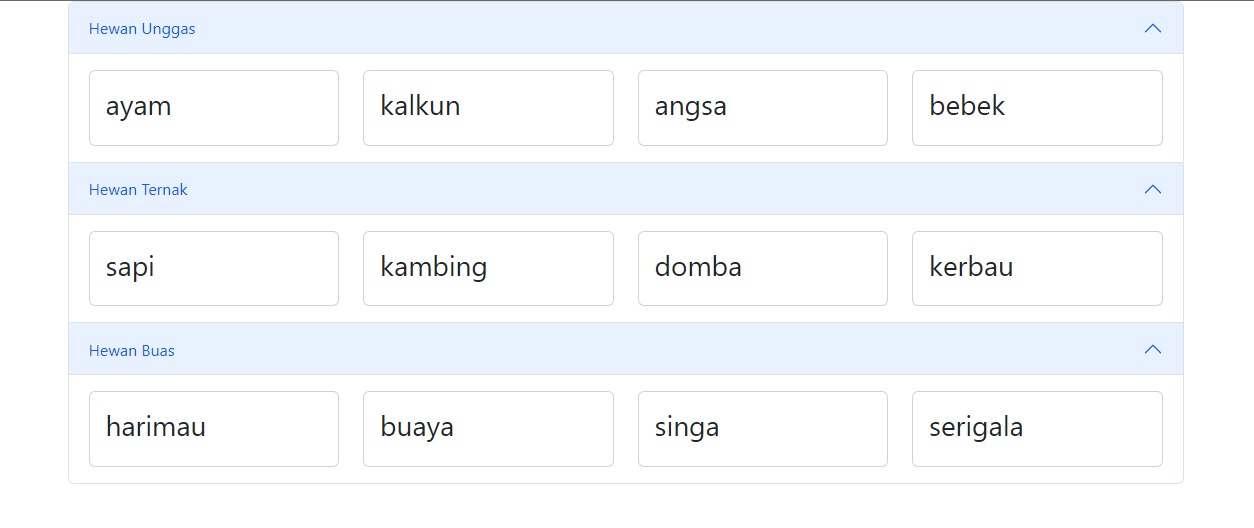 Hewan Unggas
ayam kalkun angsa bebek
Hewan Ternak
sapi kambing domba kerbau
Hewan Buas
harimau buaya singa serigala